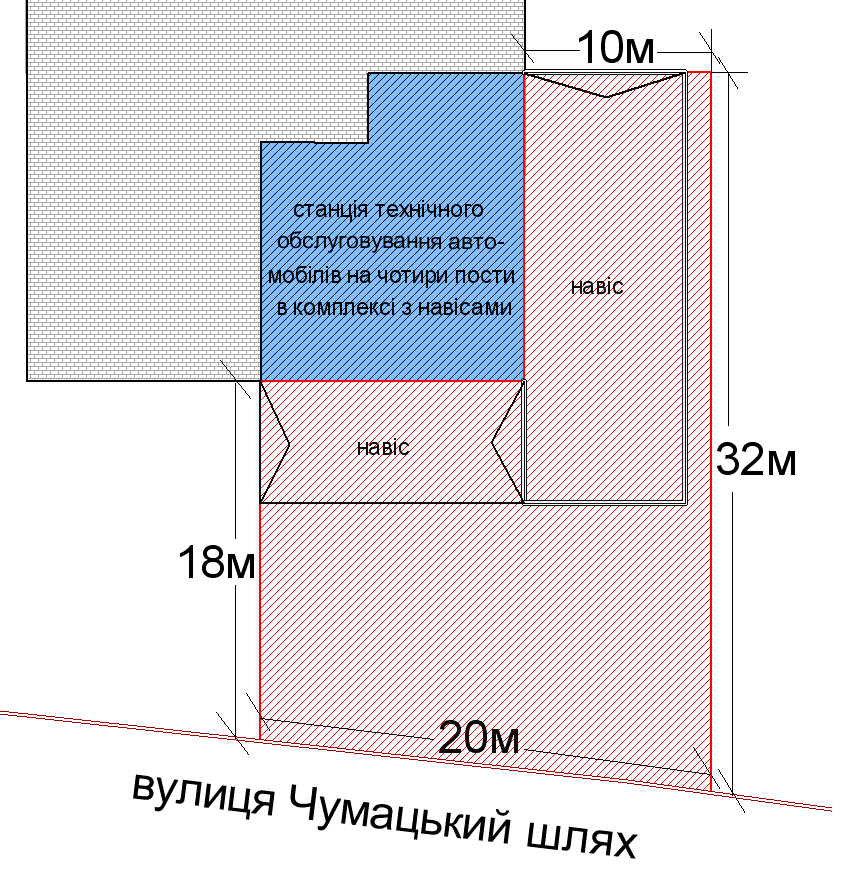 10м
станція технічного
обслуговування авто-
мобілів на чотири пости
в комплексі з навісами
навіс
навіс
32м
18м
20м
вулиця Чумацький шлях